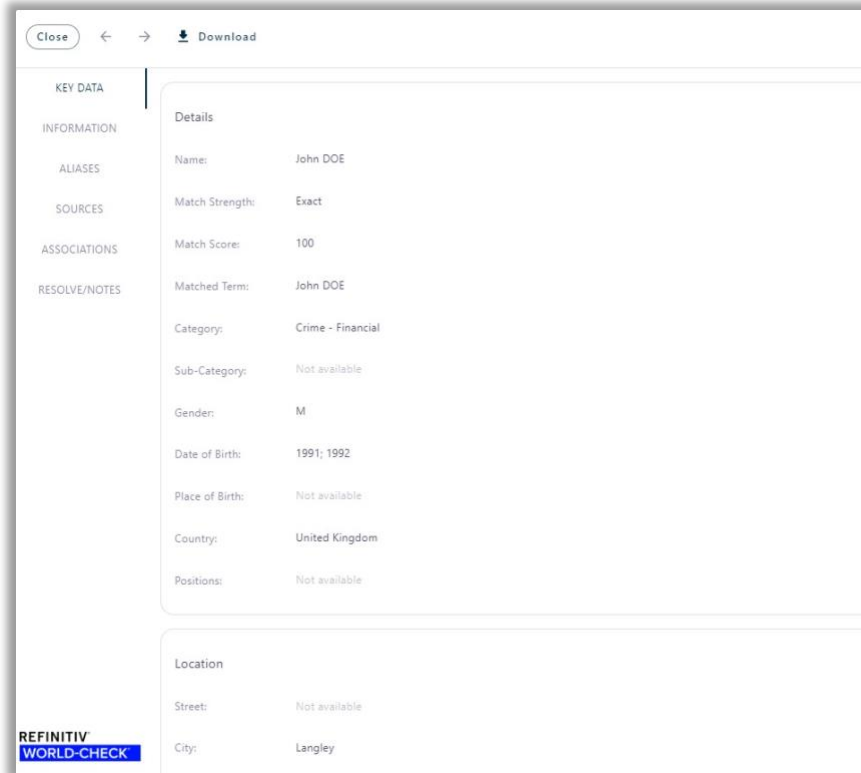 Close ← → Download
KEY DATA
INFORMATION
ALIASES
SOURCES
ASSOCIATIONS
RESOLVE/NOTES
Details
Name: John DOE
Match Strength: Exact
Match Score: 100
Matched Term: John DOE
Category: Crime - Financial
Sub-Category: Not available
Gender: M
Date of Birth: 1991; 1992
Place of Birth: Not available
Country: United Kingdom
Positions: Not available
Location
Street: Not available
City: Langley
REFINITIV
WORLD-CHECK